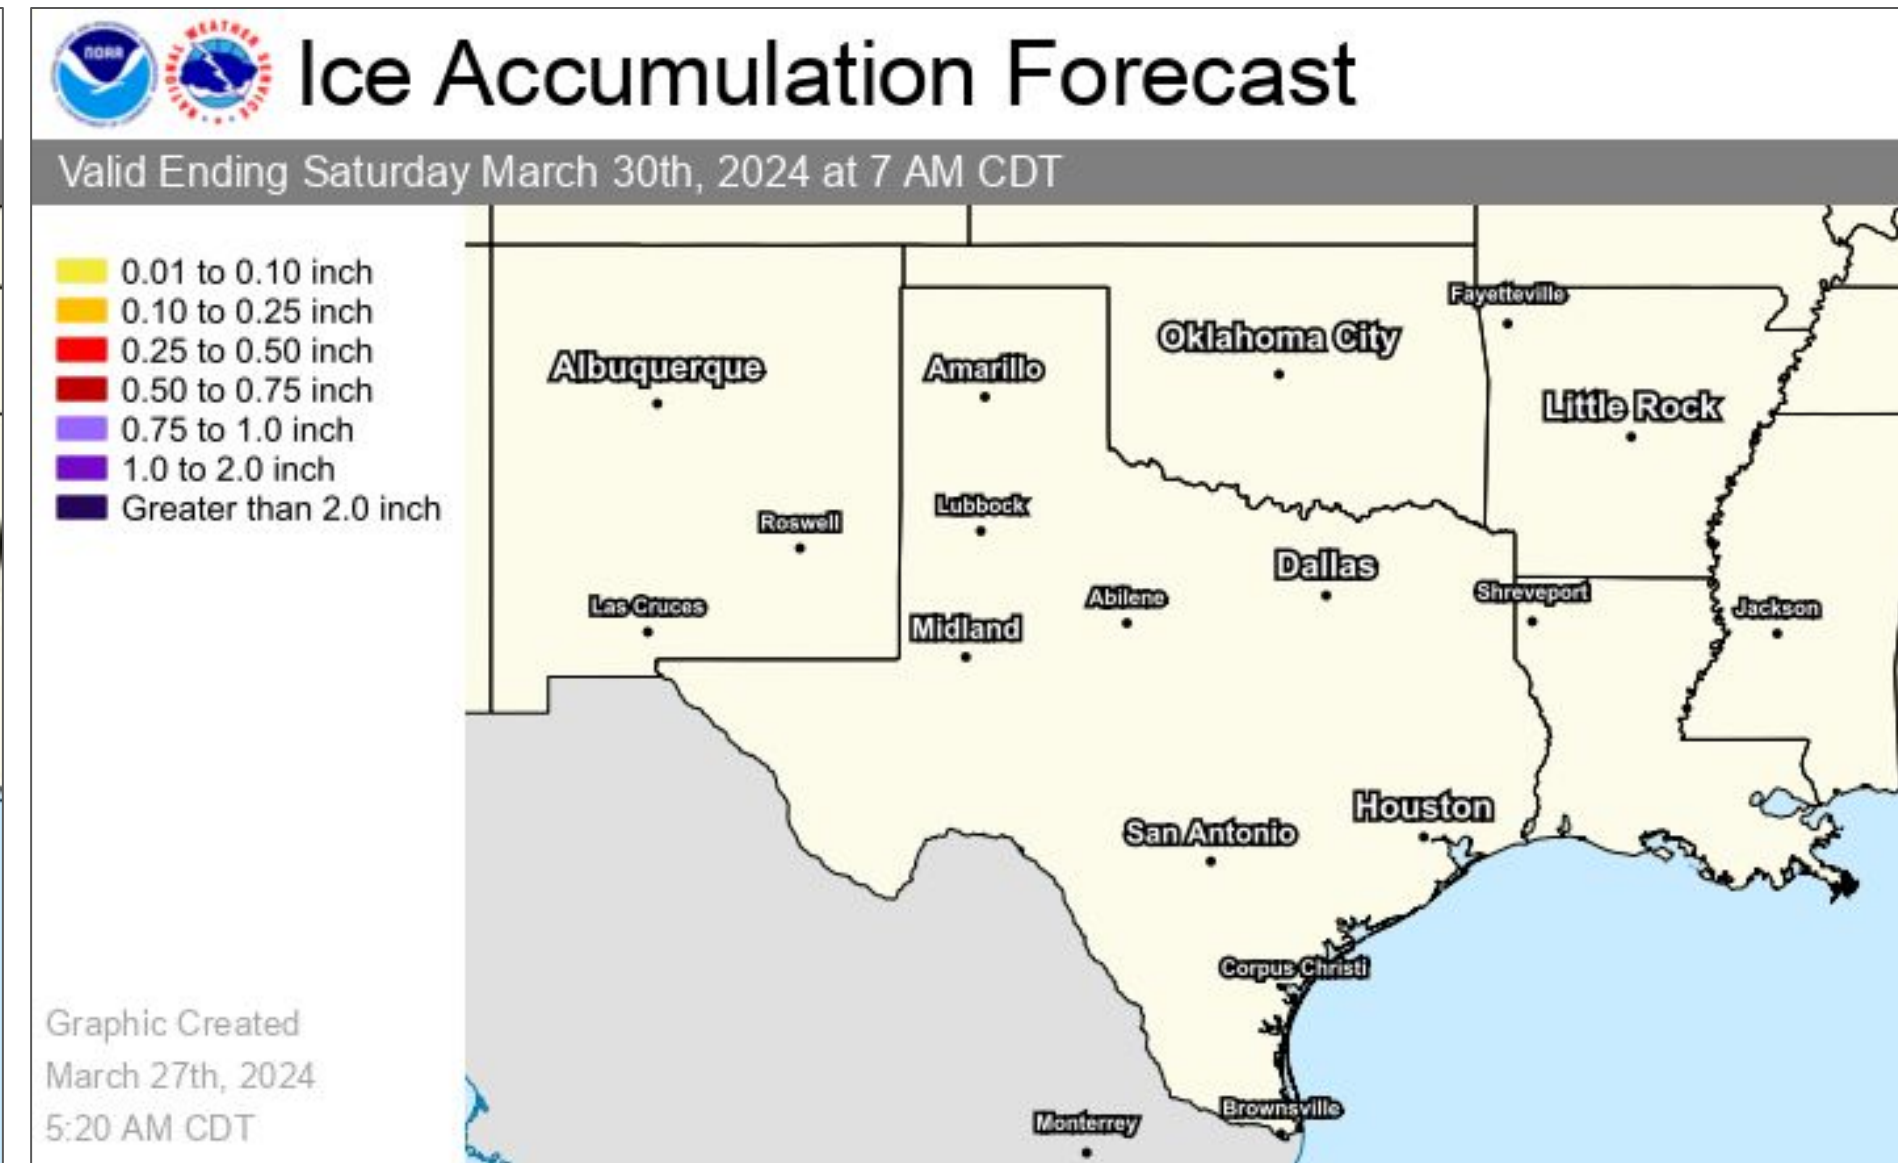 NOAA
NATIONAL WEATHER SERVICE
Ice Accumulation Forecast
Valid Ending Saturday March 30th, 2024 at 7 AM CDT
0.01 to 0.10 inch
0.10 to 0.25 inch
0.25 to 0.50 inch
0.50 to 0.75 inch
0.75 to 1.0 inch
1.0 to 2.0 inch
Greater than 2.0 inch
Fayetteville
Oklahoma City
Albuquerque
Amarillo
Little Rock
Lubbock
Roswell
Dallas
Shreveport
Abilene
Las Cruces
Jackson
Midland
Houston
San Antonio
Corpus Christi
Brownsville
Monterrey
Graphic Created
March 27th, 2024
5:20 AM CDT